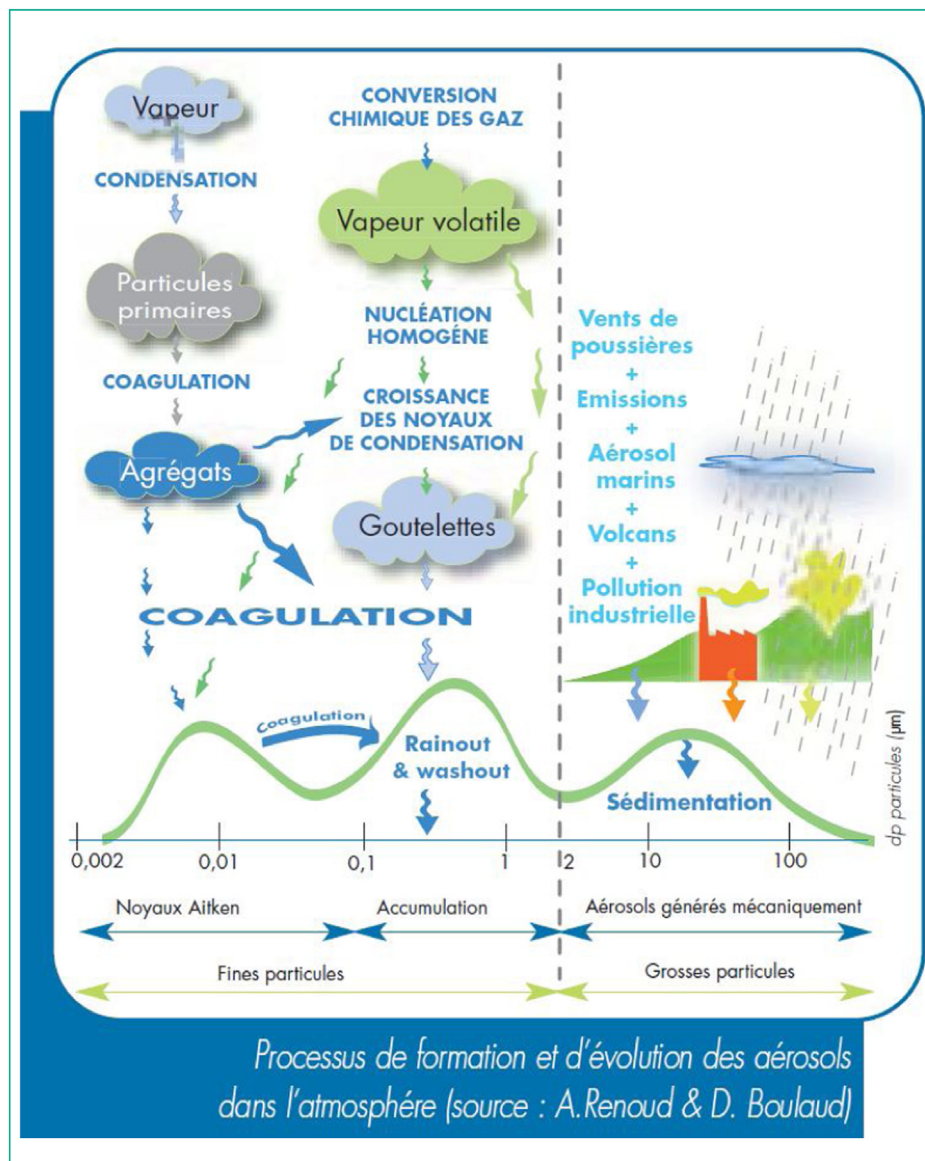 Vapeur
CONDENSATION
Particules
primaires
COAGULATION
Agrégats
CONVERSION
CHIMIQUE DES GAZ
Vapeur volatile
NUCLÉATION
HOMOGÉNE
CROISSANCE
DES NOYAUX
DE CONDENSATION
Goutelettes
COAGULATION
Vents de
poussières
+
Emissions
+
Aérosol
marins
+
Volcans
+
Pollution
industrielle
Coagulation
Rainout
& washout
Sédimentation
dp particules (µm)
0,002
0,01
0,1
1
2
10
100
Noyaux Aitken
Accumulation
Aérosols générés mécaniquement
Fines particules
Grosses particules
Processus de formation et d'évolution des aérosols
dans l'atmosphére (source : A.Renoud & D. Boulaud)